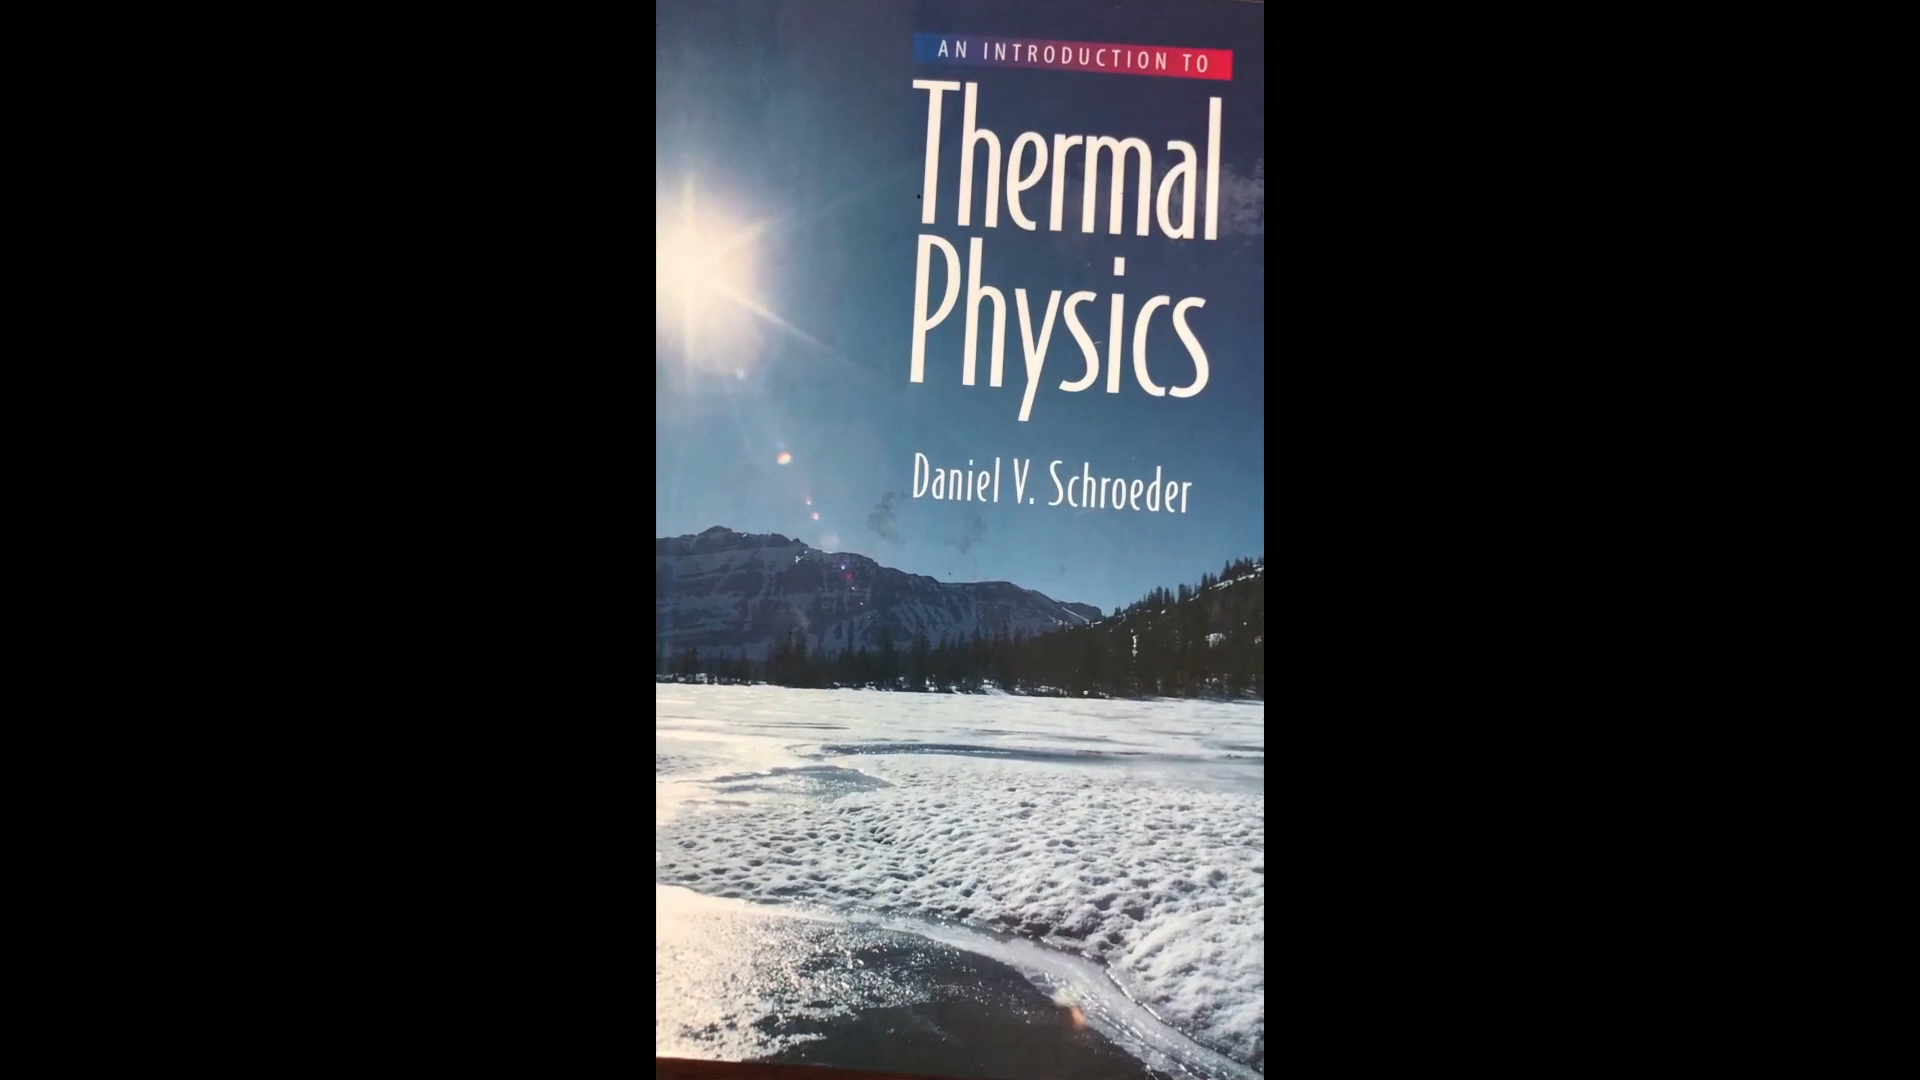 AN INTRODUCTION TO
Thermal
Physics
Daniel V. Schroeder